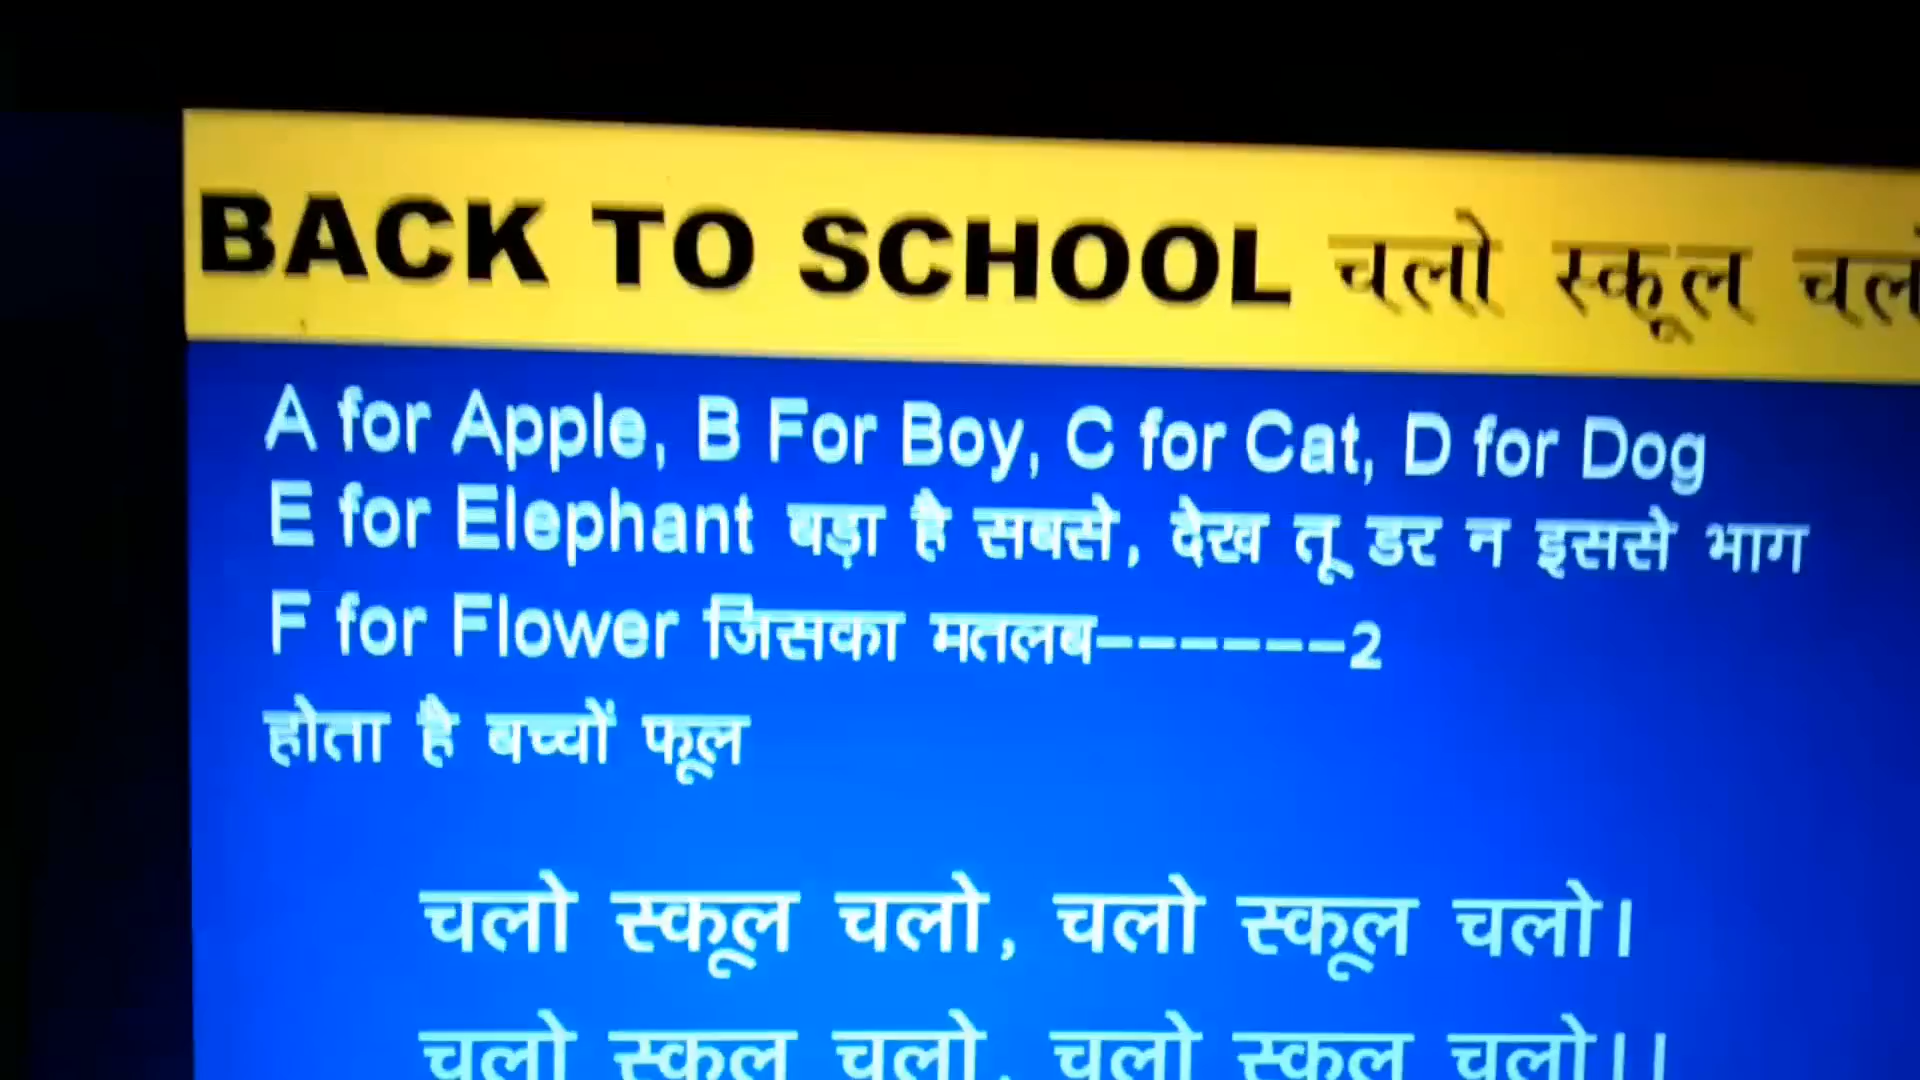 BACK TO SCHOOL चलो स्कूल
A for Apple, B For Boy, C for Cat, D for Dog
E for Elephant बड़ा है सबसे, देख तू डर न इससे भाग
F for Flower जिसका मतलब------2
होता है बच्चों फूल
चलो स्कूल चलो, चलो स्कूल चलो।
चलो स्कूल चलो, चलो स्कूल चलो।।